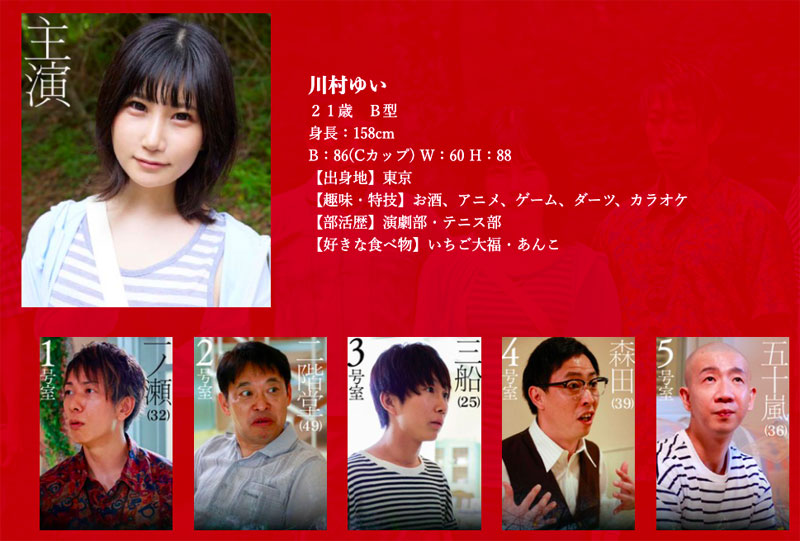 主演
川村ゆい
２１歳　Ｂ型
身長：158cm
B：86(Cカップ) W：60 H：88
【出身地】東京
【趣味・特技】お酒、アニメ、ゲーム、ダーツ、カラオケ
【部活歴】演劇部・テニス部
【好きな食べ物】いちご大福・あんこ
1号室
一ノ瀬(32)
2号室
二階堂(49)
3号室
三船(25)
4号室
森田(39)
5号室
五十嵐(36)